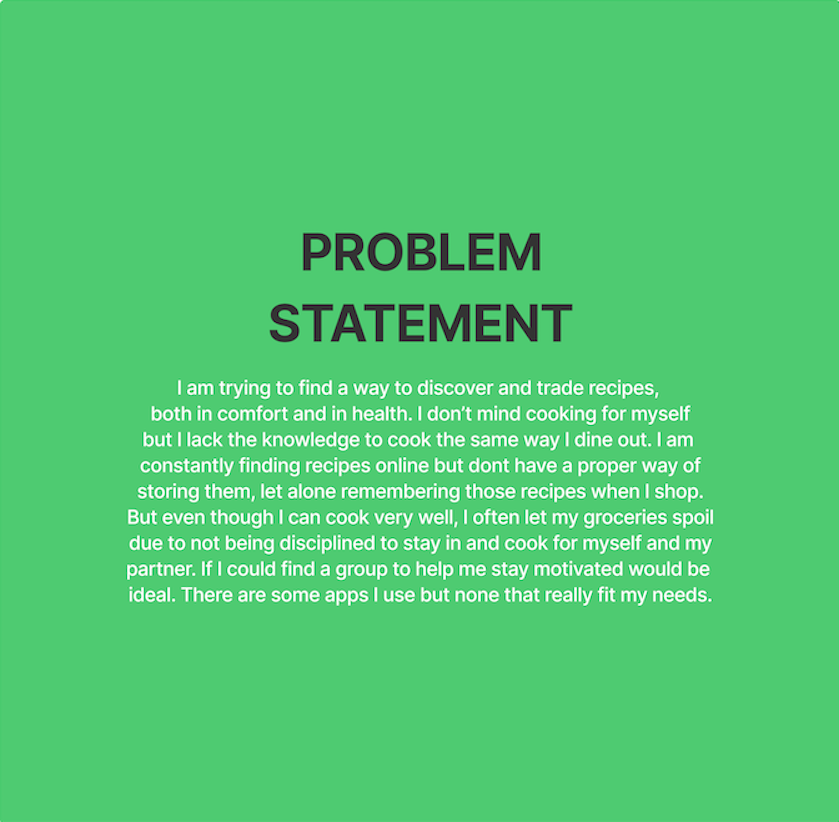 PROBLEM
STATEMENT
I am trying to find a way to discover and trade recipes,
both in comfort and in health. I don’t mind cooking for myself
but I lack the knowledge to cook the same way I dine out. I am
constantly finding recipes online but dont have a proper way of
storing them, let alone remembering those recipes when I shop.
But even though I can cook very well, I often let my groceries spoil
due to not being disciplined to stay in and cook for myself and my
partner. If I could find a group to help me stay motivated would be
ideal. There are some apps I use but none that really fit my needs.